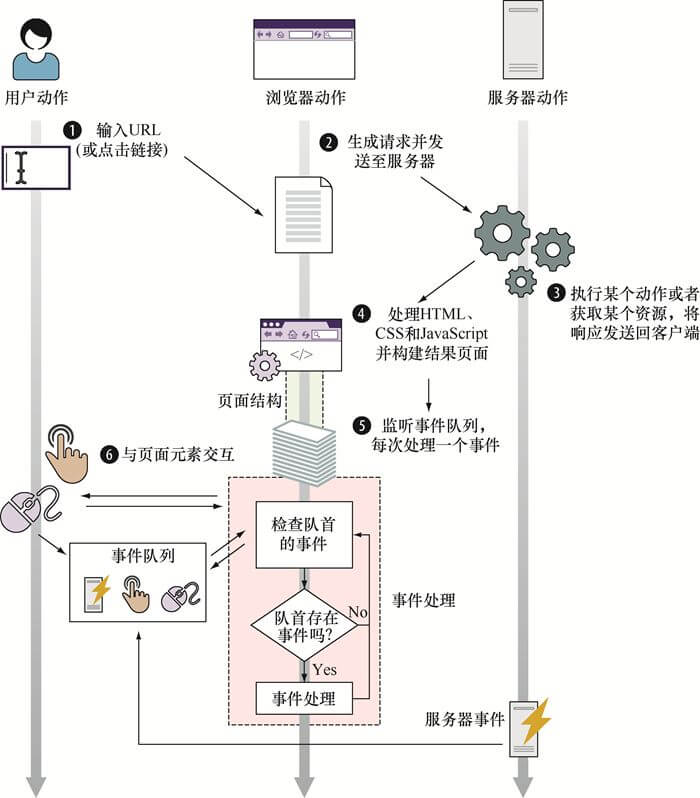 用户动作
浏览器动作
服务器动作
❶ 输入URL
(或点击链接)
❷ 生成请求并发
送至服务器
❸ 执行某个动作或者
获取某个资源，将
响应发送回客户端
❹ 处理HTML、
CSS和JavaScript
并构建结果页面
</>
页面结构
❺ 监听事件队列，
每次处理一个事件
❻ 与页面元素交互
事件队列
检查队首
的事件
队首存在
事件吗?
No
Yes
事件处理
事件处理
服务器事件